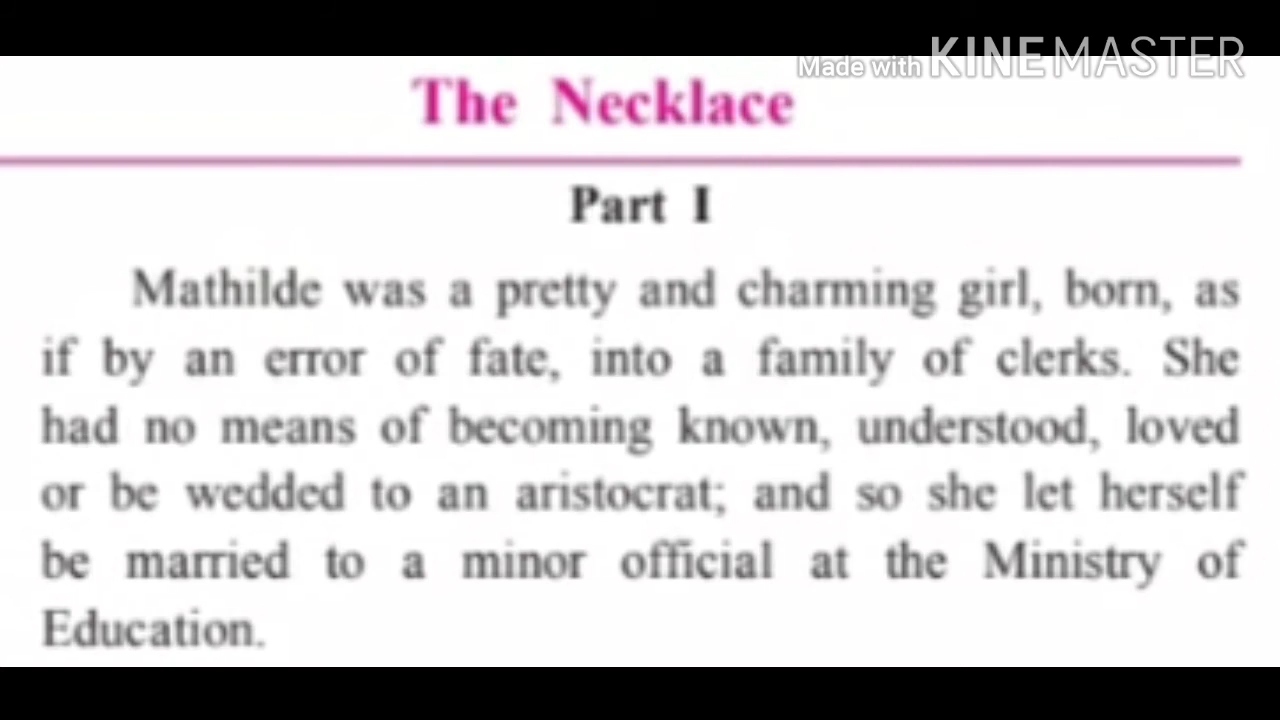 Made with KINEMASTER
The Necklace
Part I
Mathilde was a pretty and charming girl, born, as
if by an error of fate, into a family of clerks. She
had no means of becoming known, understood, loved
or be wedded to an aristocrat; and so she let herself
be married to a minor official at the Ministry of
Education.